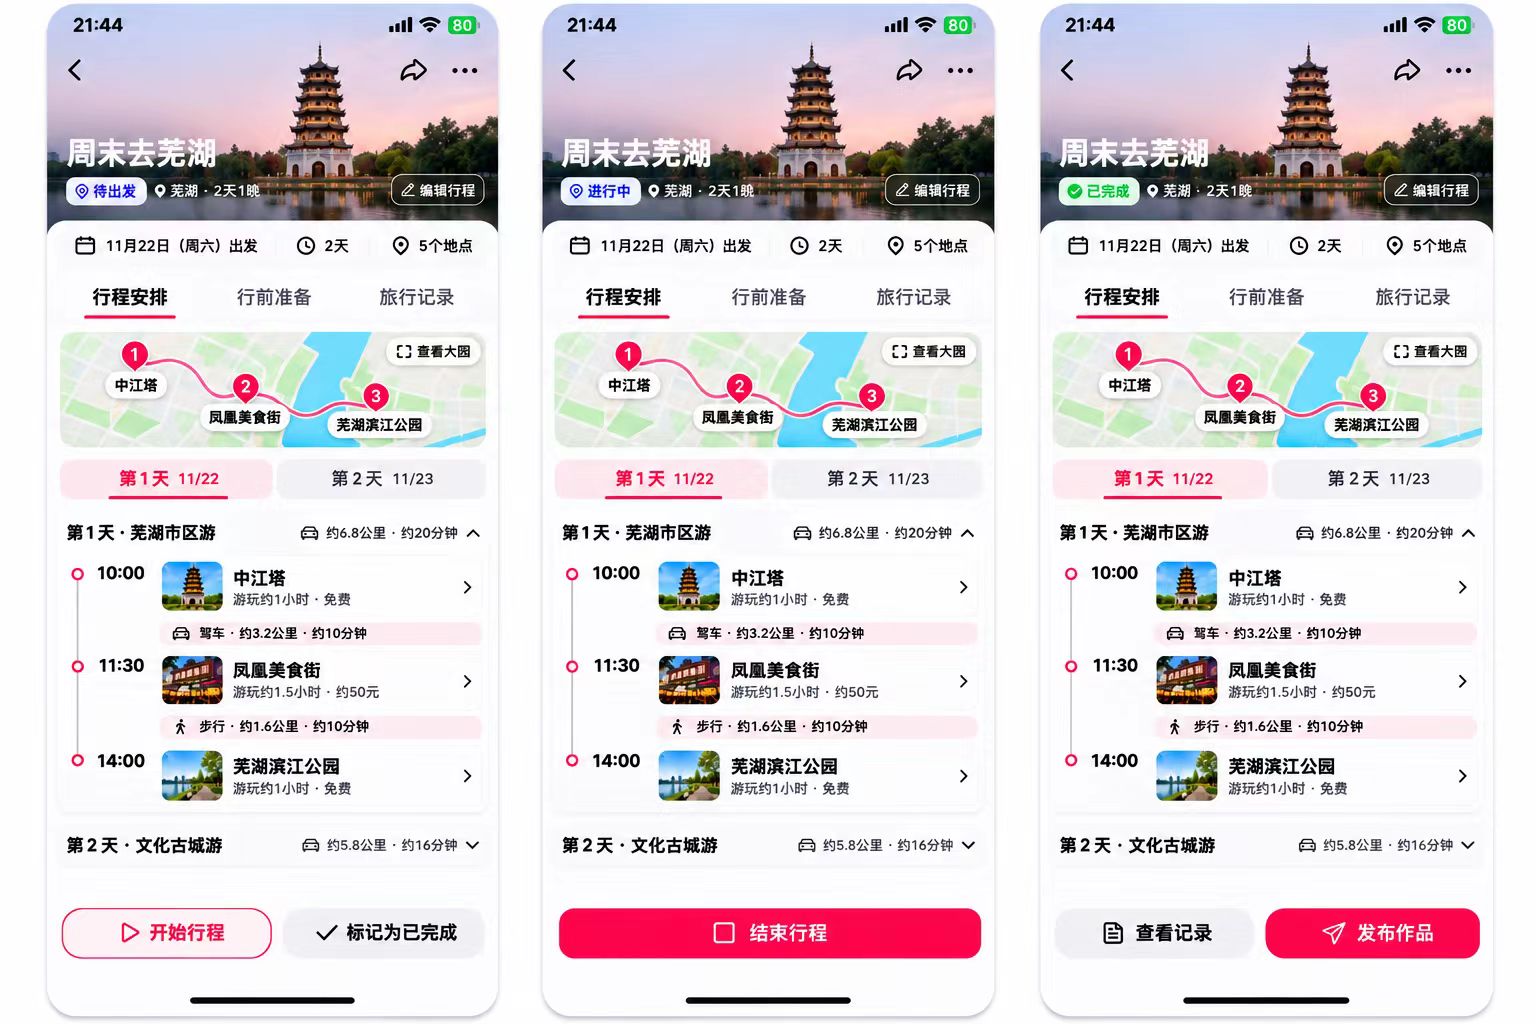 21:44
80
周末去芜湖
待出发
芜湖 · 2天1晚
编辑行程
11月22日（周六）出发
2天
5个地点
行程安排
行前准备
旅行记录
查看大园
1
中江塔
2
凤凰美食街
3
芜湖滨江公园
第1天 11/22
第2天 11/23
第1天 · 芜湖市区游
约6.8公里 · 约20分钟
10:00
中江塔
游玩约1小时 · 免费
驾车 · 约3.2公里 · 约10分钟
11:30
凤凰美食街
游玩约1.5小时 · 约50元
步行 · 约1.6公里 · 约10分钟
14:00
芜湖滨江公园
游玩约1小时 · 免费
第2天 · 文化古城游
约5.8公里 · 约16分钟
开始行程
标记为已完成
21:44
80
周末去芜湖
进行中
芜湖 · 2天1晚
编辑行程
11月22日（周六）出发
2天
5个地点
行程安排
行前准备
旅行记录
查看大园
1
中江塔
2
凤凰美食街
3
芜湖滨江公园
第1天 11/22
第2天 11/23
第1天 · 芜湖市区游
约6.8公里 · 约20分钟
10:00
中江塔
游玩约1小时 · 免费
驾车 · 约3.2公里 · 约10分钟
11:30
凤凰美食街
游玩约1.5小时 · 约50元
步行 · 约1.6公里 · 约10分钟
14:00
芜湖滨江公园
游玩约1小时 · 免费
第2天 · 文化古城游
约5.8公里 · 约16分钟
结束行程
21:44
80
周末去芜湖
已完成
芜湖 · 2天1晚
编辑行程
11月22日（周六）出发
2天
5个地点
行程安排
行前准备
旅行记录
查看大园
1
中江塔
2
凤凰美食街
3
芜湖滨江公园
第1天 11/22
第2天 11/23
第1天 · 芜湖市区游
约6.8公里 · 约20分钟
10:00
中江塔
游玩约1小时 · 免费
驾车 · 约3.2公里 · 约10分钟
11:30
凤凰美食街
游玩约1.5小时 · 约50元
步行 · 约1.6公里 · 约10分钟
14:00
芜湖滨江公园
游玩约1小时 · 免费
第2天 · 文化古城游
约5.8公里 · 约16分钟
查看记录
发布作品